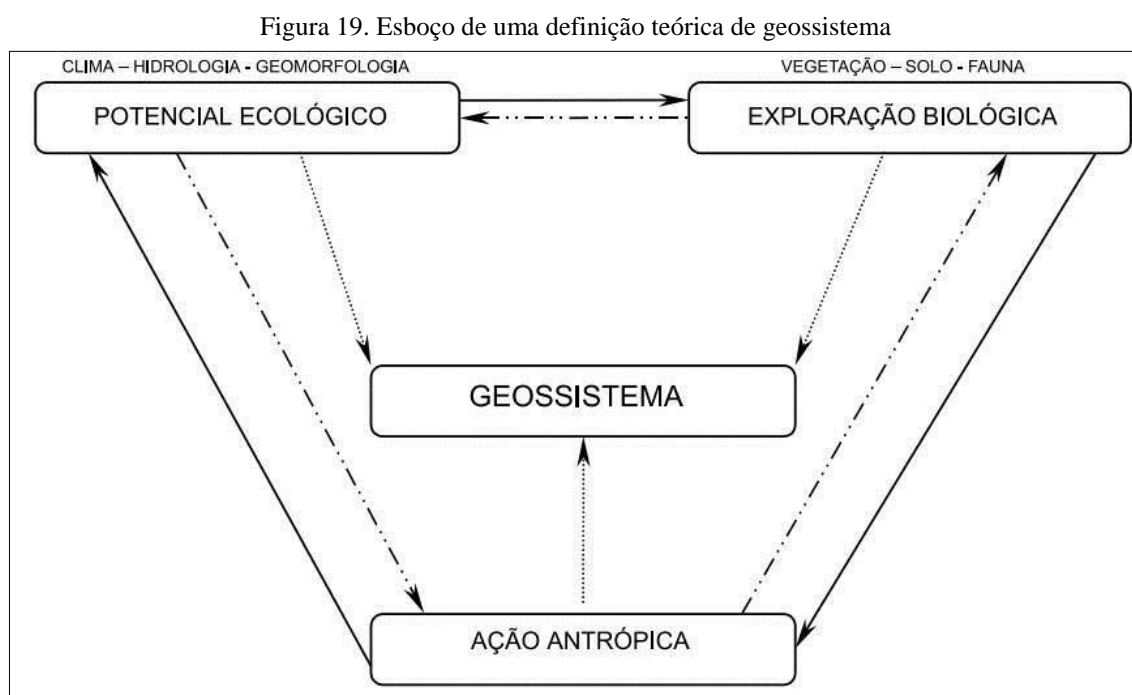 Figura 19. Esboço de uma definição teórica de geossistema
CLIMA – HIDROLOGIA - GEOMORFOLOGIA
POTENCIAL ECOLÓGICO
VEGETAÇÃO – SOLO - FAUNA
EXPLORAÇÃO BIOLÓGICA
GEOSSISTEMA
AÇÃO ANTRÓPICA